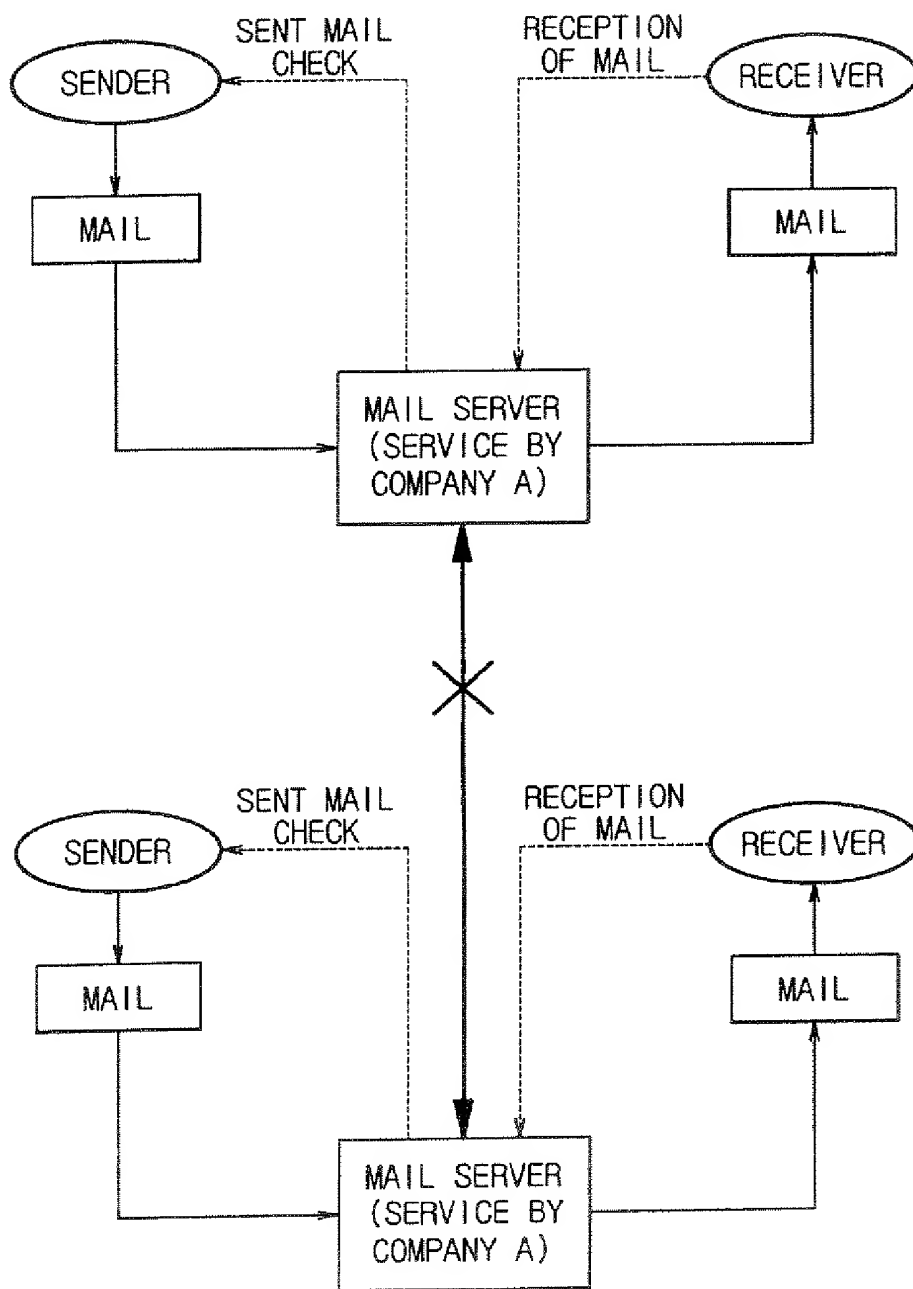 SENT MAIL
CHECK
RECEPTION
OF MAIL
SENDER
RECEIVER
MAIL
MAIL
MAIL SERVER
(SERVICE BY
COMPANY A)
SENT MAIL
CHECK
RECEPTION
OF MAIL
SENDER
RECEIVER
MAIL
MAIL
MAIL SERVER
(SERVICE BY
COMPANY A)